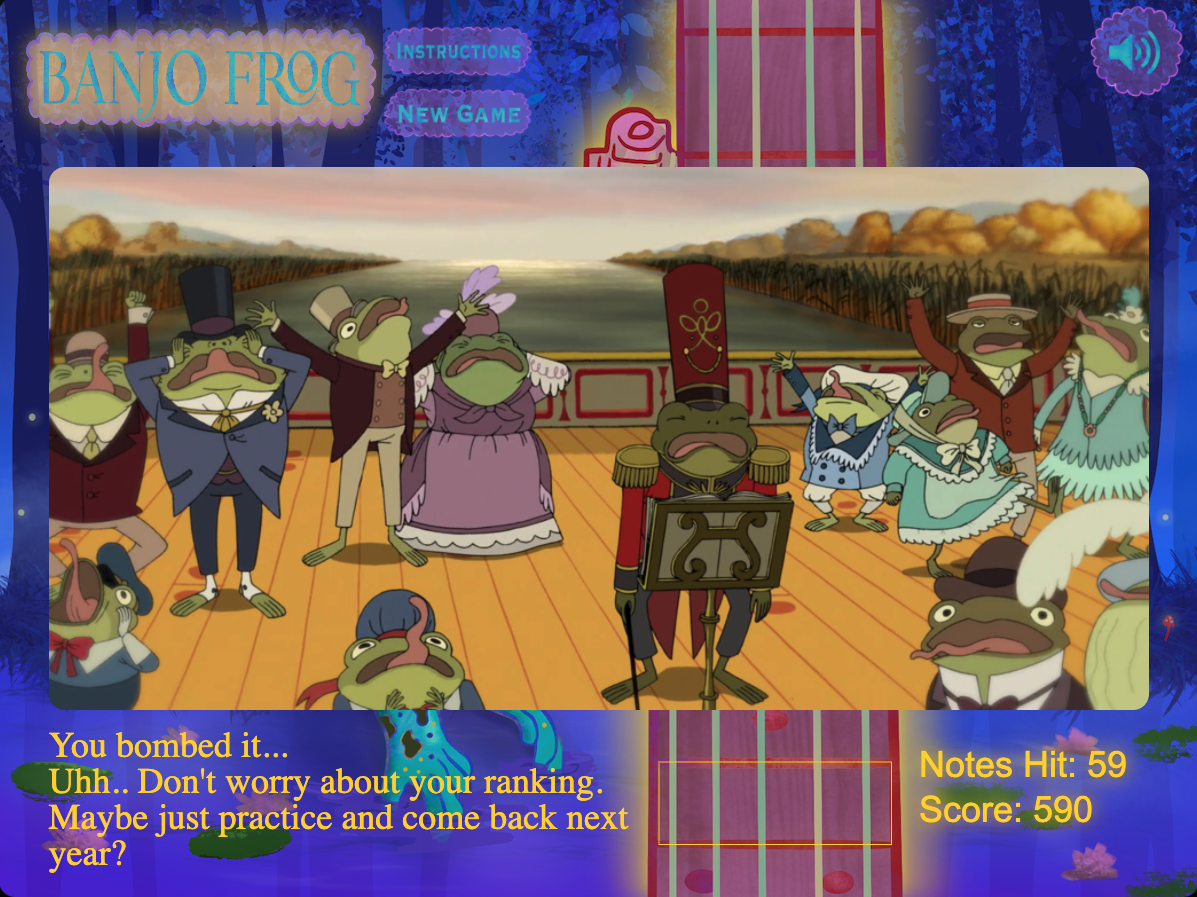 BANJO FROG
INSTRUCTIONS
NEW GAME
You bombed it...
Uhh.. Don't worry about your ranking.
Maybe just practice and come back next
year?
Notes Hit: 59
Score: 590